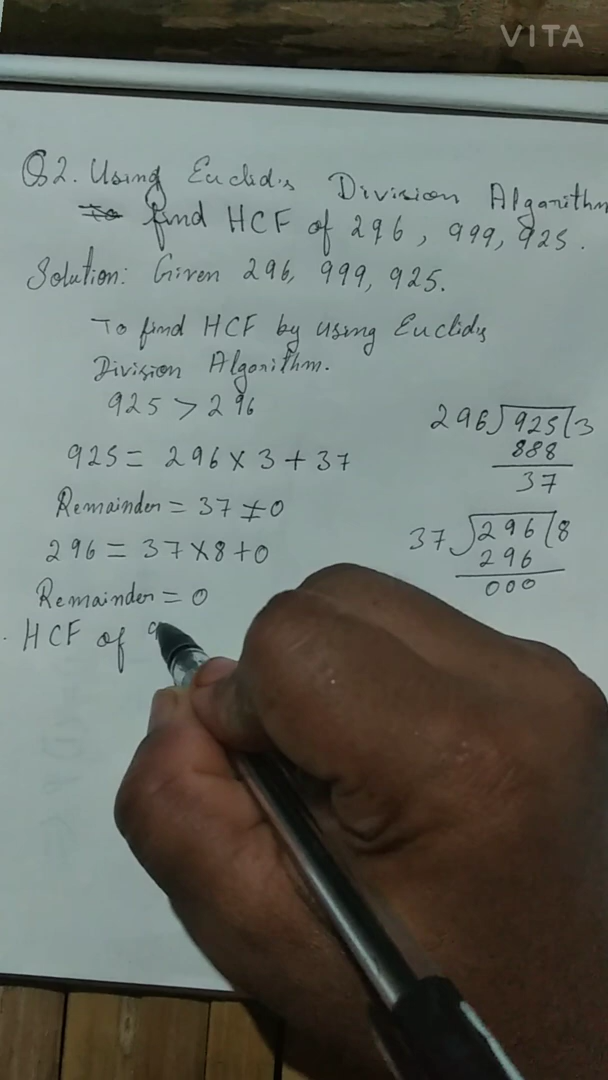 VITA
Q2. Using Euclid's Division Algorithm
find HCF of 296, 999, 925.
Solution: Given 296, 999, 925.
To find HCF by using Euclid's
Division Algorithm.
925 > 296
296)925(3
888
37
925 = 296 × 3 + 37
Remainder = 37 ≠ 0
37)296(8
296
000
296 = 37 × 8 + 0
Remainder = 0
HCF of 9